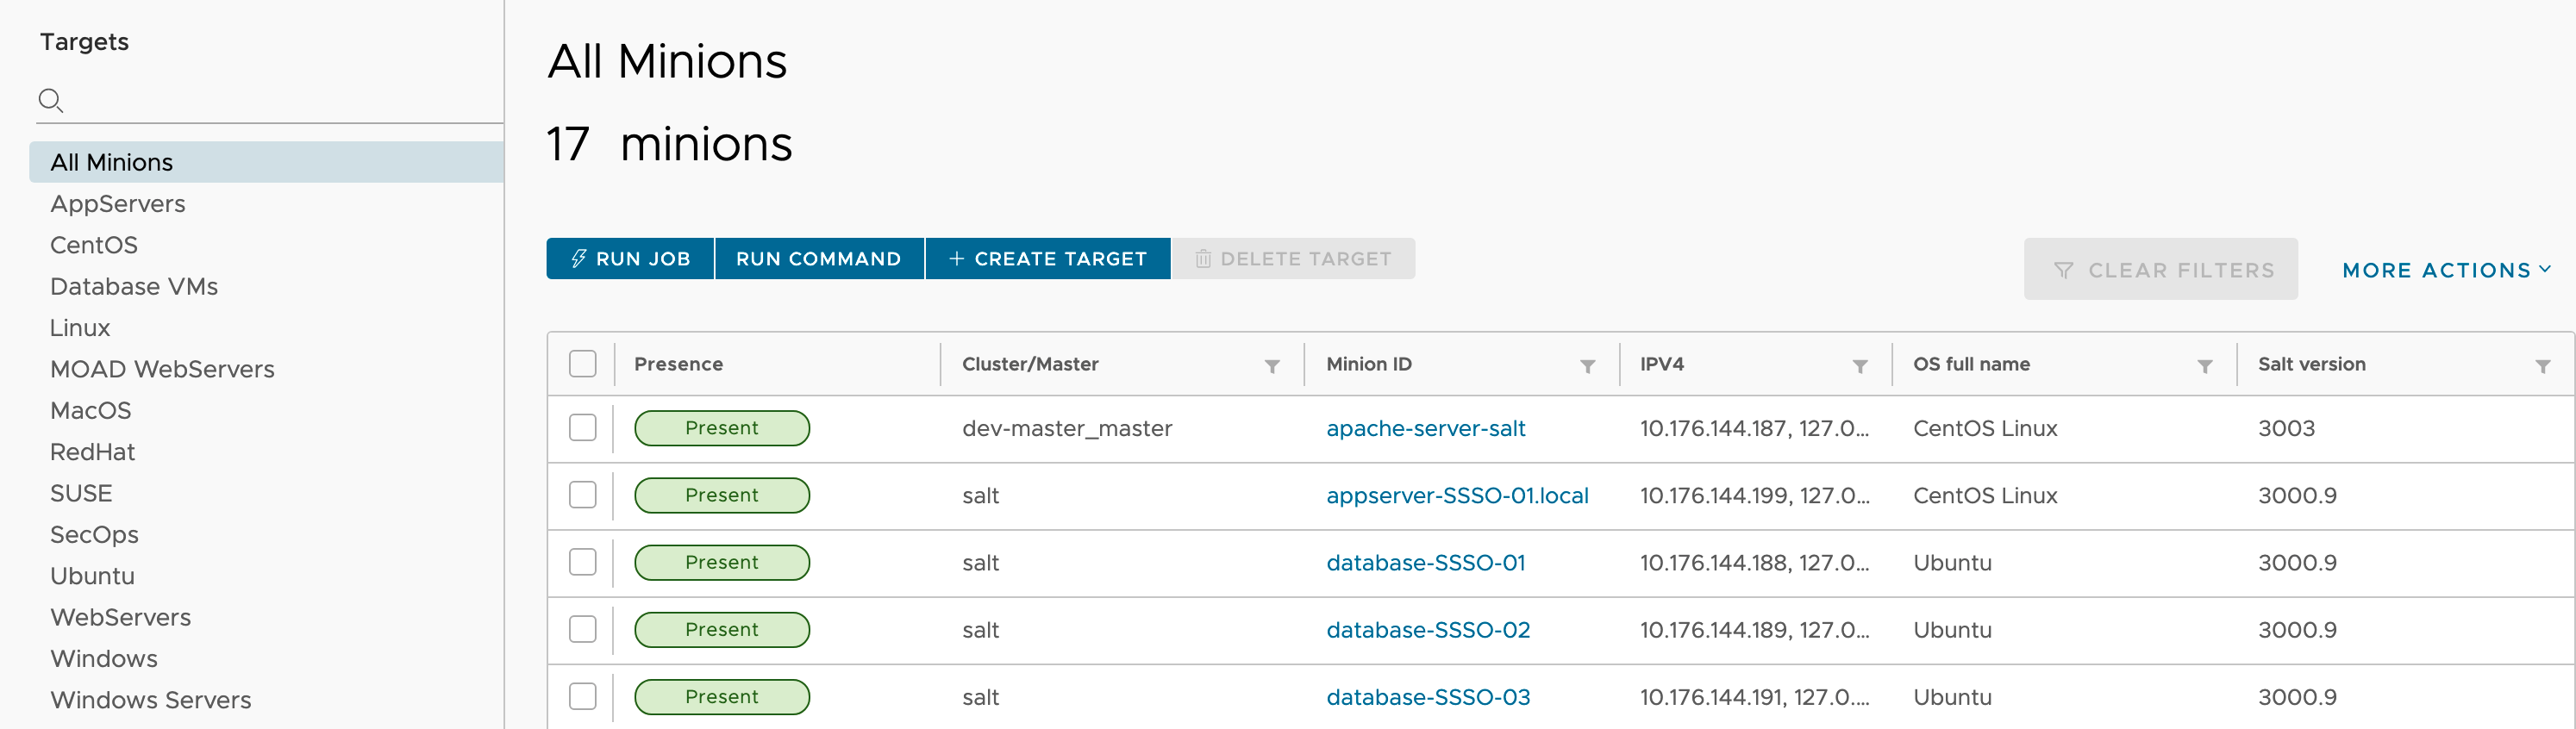 Targets
All Minions
AppServers
CentOS
Database VMs
Linux
MOAD WebServers
MacOS
RedHat
SUSE
SecOps
Ubuntu
WebServers
Windows
Windows Servers
All Minions
17 minions
RUN JOB RUN COMMAND + CREATE TARGET DELETE TARGET CLEAR FILTERS MORE ACTIONS
Presence Cluster/Master Minion ID IPV4 OS full name Salt version
Present dev-master_master apache-server-salt 10.176.144.187, 127.0... CentOS Linux 3003
Present salt appserver-SSSO-01.local 10.176.144.199, 127.0... CentOS Linux 3000.9
Present salt database-SSSO-01 10.176.144.188, 127.0... Ubuntu 3000.9
Present salt database-SSSO-02 10.176.144.189, 127.0... Ubuntu 3000.9
Present salt database-SSSO-03 10.176.144.191, 127.0.... Ubuntu 3000.9